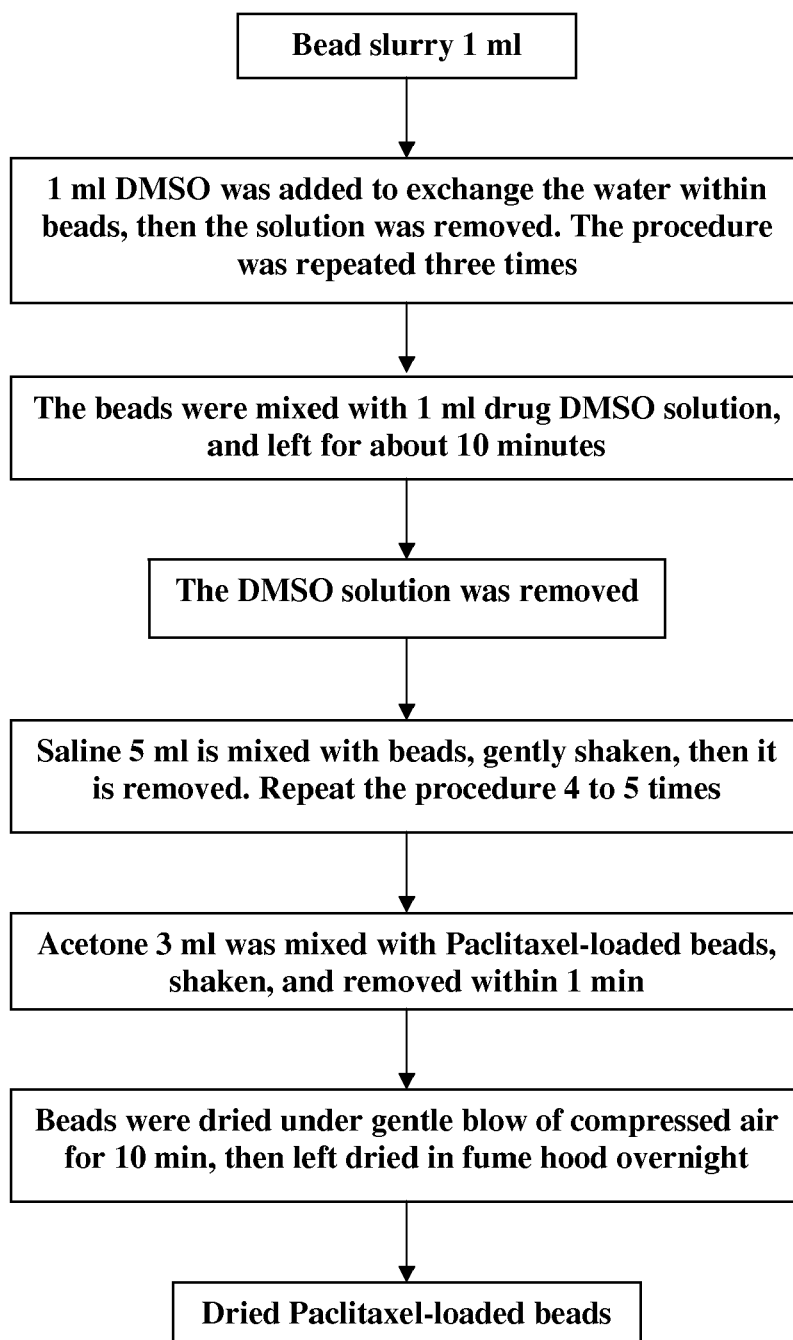 Bead slurry 1 ml
1 ml DMSO was added to exchange the water within
beads, then the solution was removed. The procedure
was repeated three times
The beads were mixed with 1 ml drug DMSO solution,
and left for about 10 minutes
The DMSO solution was removed
Saline 5 ml is mixed with beads, gently shaken, then it
is removed. Repeat the procedure 4 to 5 times
Acetone 3 ml was mixed with Paclitaxel-loaded beads,
shaken, and removed within 1 min
Beads were dried under gentle blow of compressed air
for 10 min, then left dried in fume hood overnight
Dried Paclitaxel-loaded beads